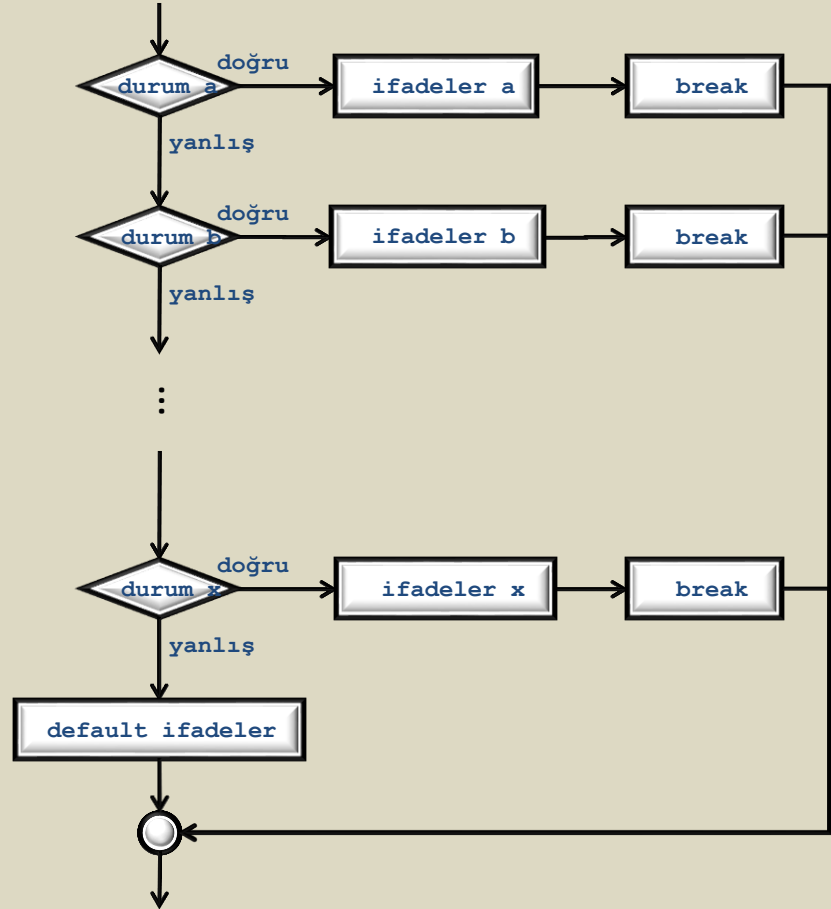 doğru
durum a
ifadeler a
break
yanlış
doğru
durum b
ifadeler b
break
yanlış
...
doğru
durum x
ifadeler x
break
yanlış
default ifadeler